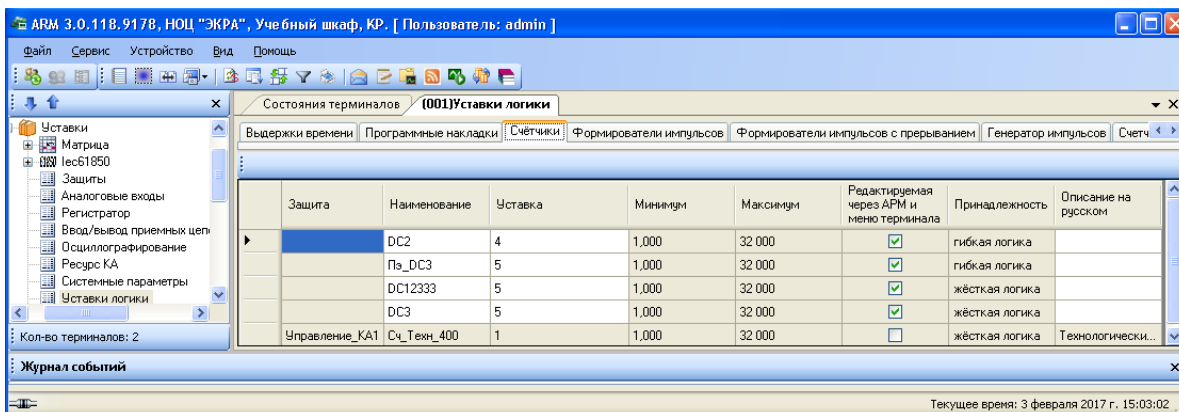 ARM 3.0.118.9178, НОЦ "ЭКРА", Учебный шкаф, КР. [ Пользователь: admin ]
Файл Сервис Устройство Вид Помощь
Состояния терминалов (001)Уставки логики
Уставки
Матрица
Iec61850
Защиты
Аналоговые входы
Регистратор
Ввод/вывод приемных цепе
Осциллографирование
Ресурс КА
Системные параметры
Уставки логики
Кол-во терминалов: 2
Выдержки времени Программные накладки Счётчики Формирователи импульсов Формирователи импульсов с прерыванием Генератор импульсов Счетч
Защита Наименование Уставка Минимум Максимум Редактируемая через АРМ и меню терминала Принадлежность Описание на русском
DC2 4 1,000 32 000 гибкая логика
Пэ_DC3 5 1,000 32 000 гибкая логика
DC12333 5 1,000 32 000 жёсткая логика
DC3 5 1,000 32 000 жёсткая логика
Управление_КА1 Сч_Техн_400 1 1,000 32 000 жёсткая логика Технологически...
Журнал событий
Текущее время: 3 февраля 2017 г. 15:03:02